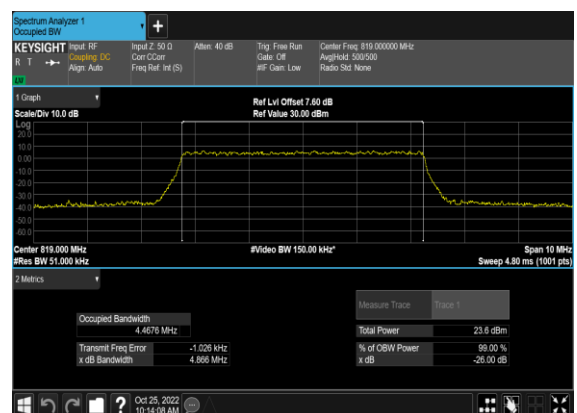 Spectrum Analyzer 1
Occupied BW
KEYSIGHT Input: RF Input Z: 50 Ω Atten: 40 dB Trig: Free Run Center Freq: 819.000000 MHz
R T Coupling: DC Corr CCorr Gate: Off Avg|Hold: 500/500
Align: Auto Freq Ref: Int (S) #IF Gain: Low Radio Std: None
LW
1 Graph
Ref Lvl Offset 7.60 dB
Scale/Div 10.0 dB Ref Value 30.00 dBm
Log
20.0
10.0
0.00
-10.0
-20.0
-30.0
-40.0
-50.0
-60.0
Center 819.000 MHz #Video BW 150.00 kHz* Span 10 MHz
#Res BW 51.000 kHz Sweep 4.80 ms (1001 pts)
2 Metrics
Measure Trace Trace 1
Occupied Bandwidth
4.4676 MHz Total Power 23.6 dBm
Transmit Freq Error -1.026 kHz % of OBW Power 99.00 %
x dB Bandwidth 4.866 MHz x dB -26.00 dB
? Oct 25, 2022
10:14:08 AM